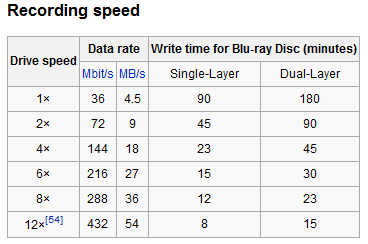 Recording speed
Drive speed Data rate Write time for Blu-ray Disc (minutes)
Mbit/s MB/s Single-Layer Dual-Layer
1× 36 4.5 90 180
2× 72 9 45 90
4× 144 18 23 45
6× 216 27 15 30
8× 288 36 12 23
12×[54] 432 54 8 15